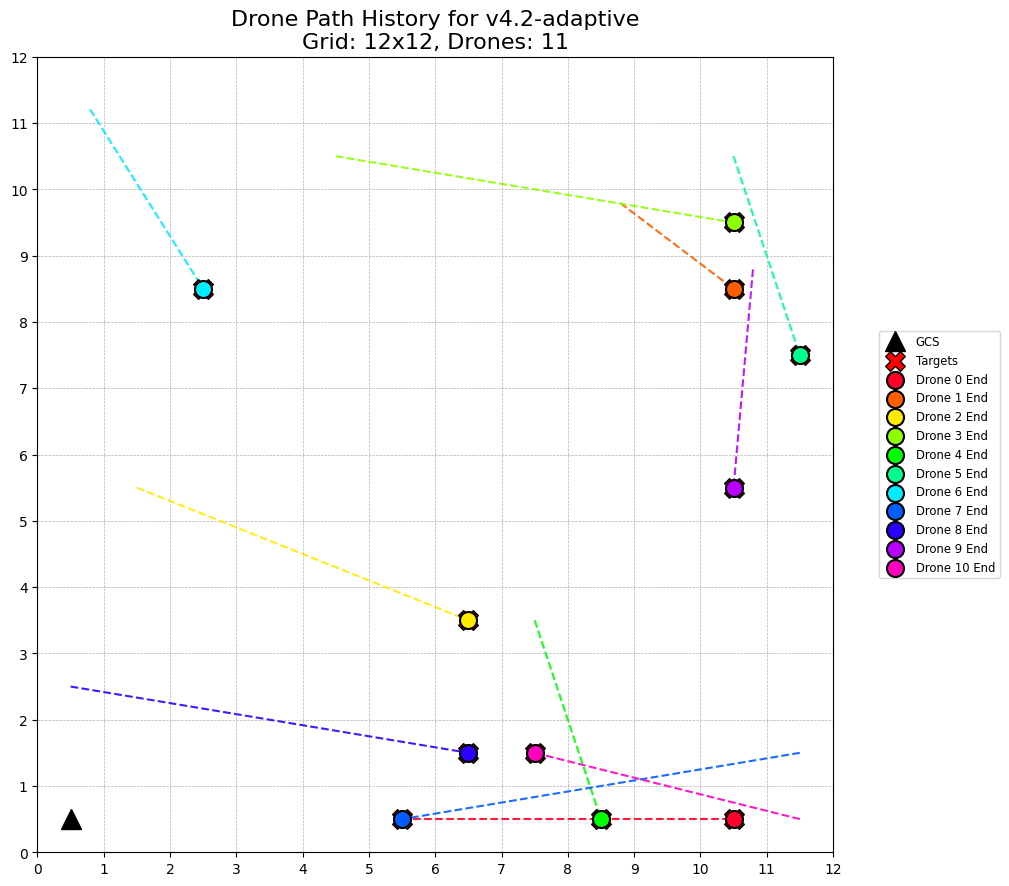 Drone Path History for v4.2-adaptive
Grid: 12x12, Drones: 11
12
11
10
9
8
7
6
5
4
3
2
1
0
0 1 2 3 4 5 6 7 8 9 10 11 12
GCS
Targets
Drone 0 End
Drone 1 End
Drone 2 End
Drone 3 End
Drone 4 End
Drone 5 End
Drone 6 End
Drone 7 End
Drone 8 End
Drone 9 End
Drone 10 End